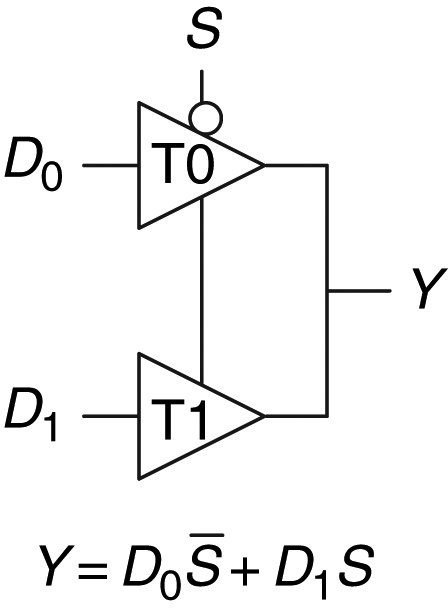 S
D₀
T0
Y
D₁
T1
Y = D₀S̅ + D₁S